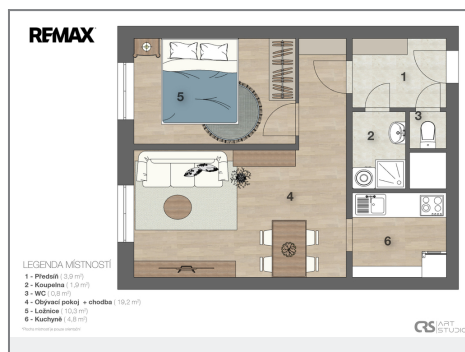 RE/MAX
1
2
3
4
5
6
LEGENDA MÍSTNOSTÍ
1 - Předsíň ( 3,9 m²)
2 - Koupelna ( 1,9 m²)
3 - WC ( 0,8 m²)
4 - Obývací pokoj + chodba ( 19,2 m²)
5 - Ložnice ( 10,3 m²)
6 - Kuchyně ( 4,8 m²)
CRS ART
STUDIO